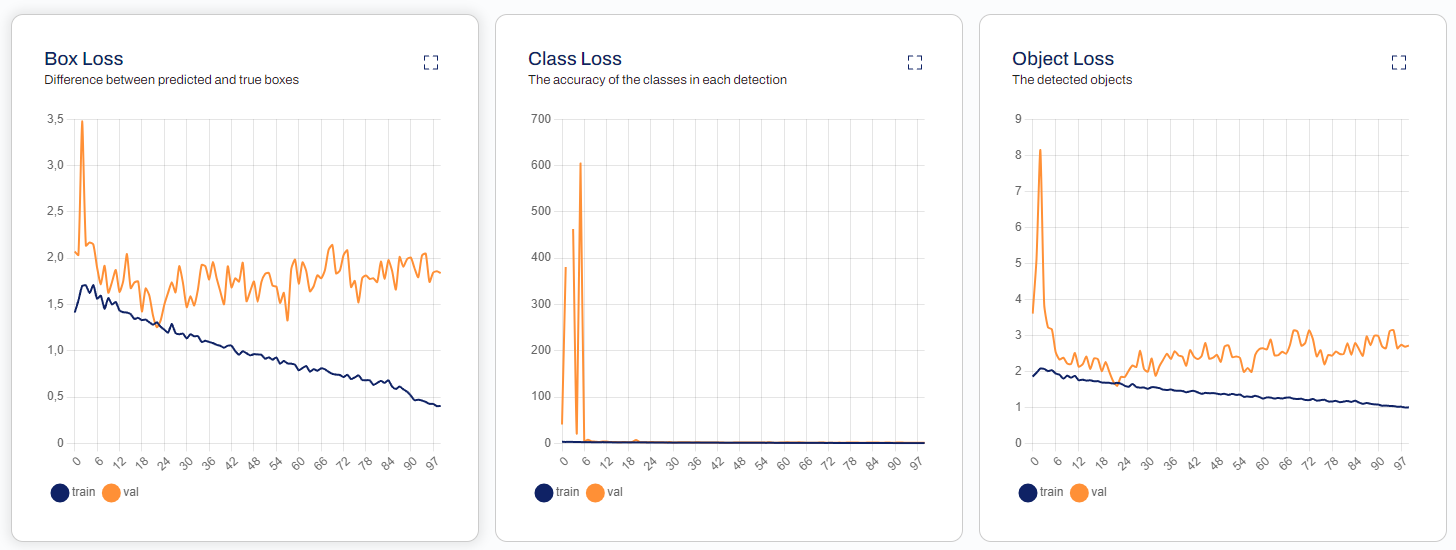 Box Loss
Difference between predicted and true boxes
3,5
3,0
2,5
2,0
1,5
1,0
0,5
0
0 6 12 18 24 30 36 42 48 54 60 66 72 78 84 90 97
train val
Class Loss
The accuracy of the classes in each detection
700
600
500
400
300
200
100
0
0 6 12 18 24 30 36 42 48 54 60 66 72 78 84 90 97
train val
Object Loss
The detected objects
9
8
7
6
5
4
3
2
1
0
0 6 12 18 24 30 36 42 48 54 60 66 72 78 84 90 97
train val